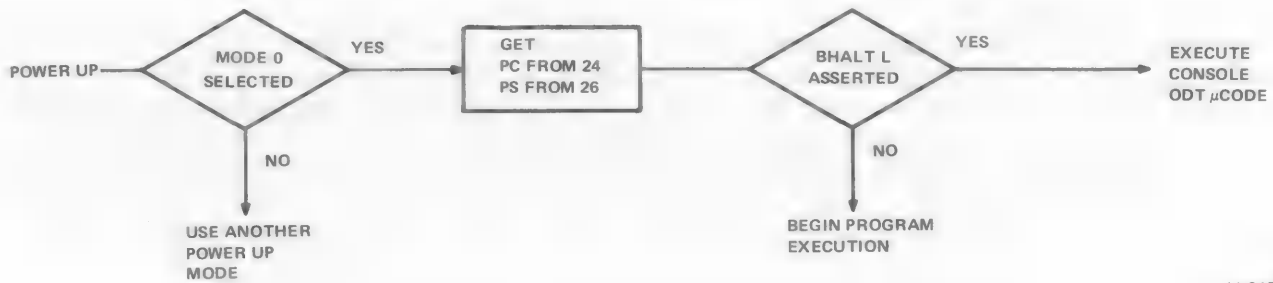 POWER UP
MODE 0
SELECTED
YES
NO
USE ANOTHER
POWER UP
MODE
GET
PC FROM 24
PS FROM 26
BHALT L
ASSERTED
YES
NO
BEGIN PROGRAM
EXECUTION
EXECUTE
CONSOLE
ODT μCODE